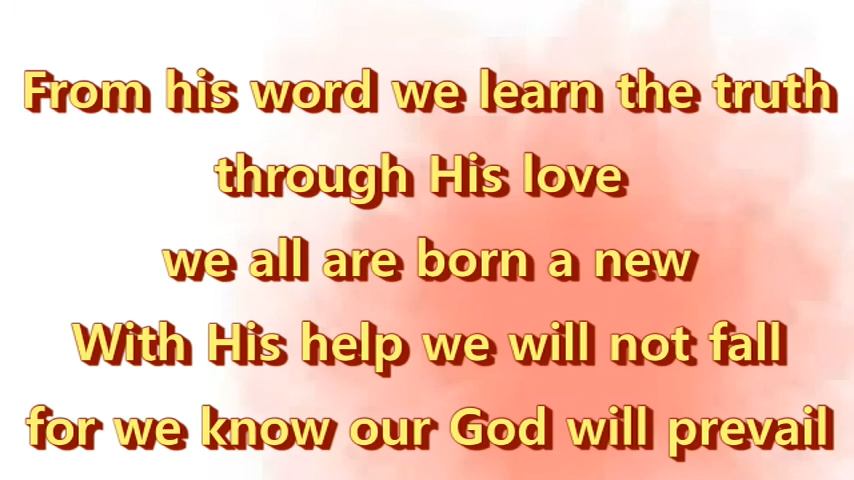 From his word we learn the truth
through His love
we all are born a new
With His help we will not fall
for we know our God will prevail